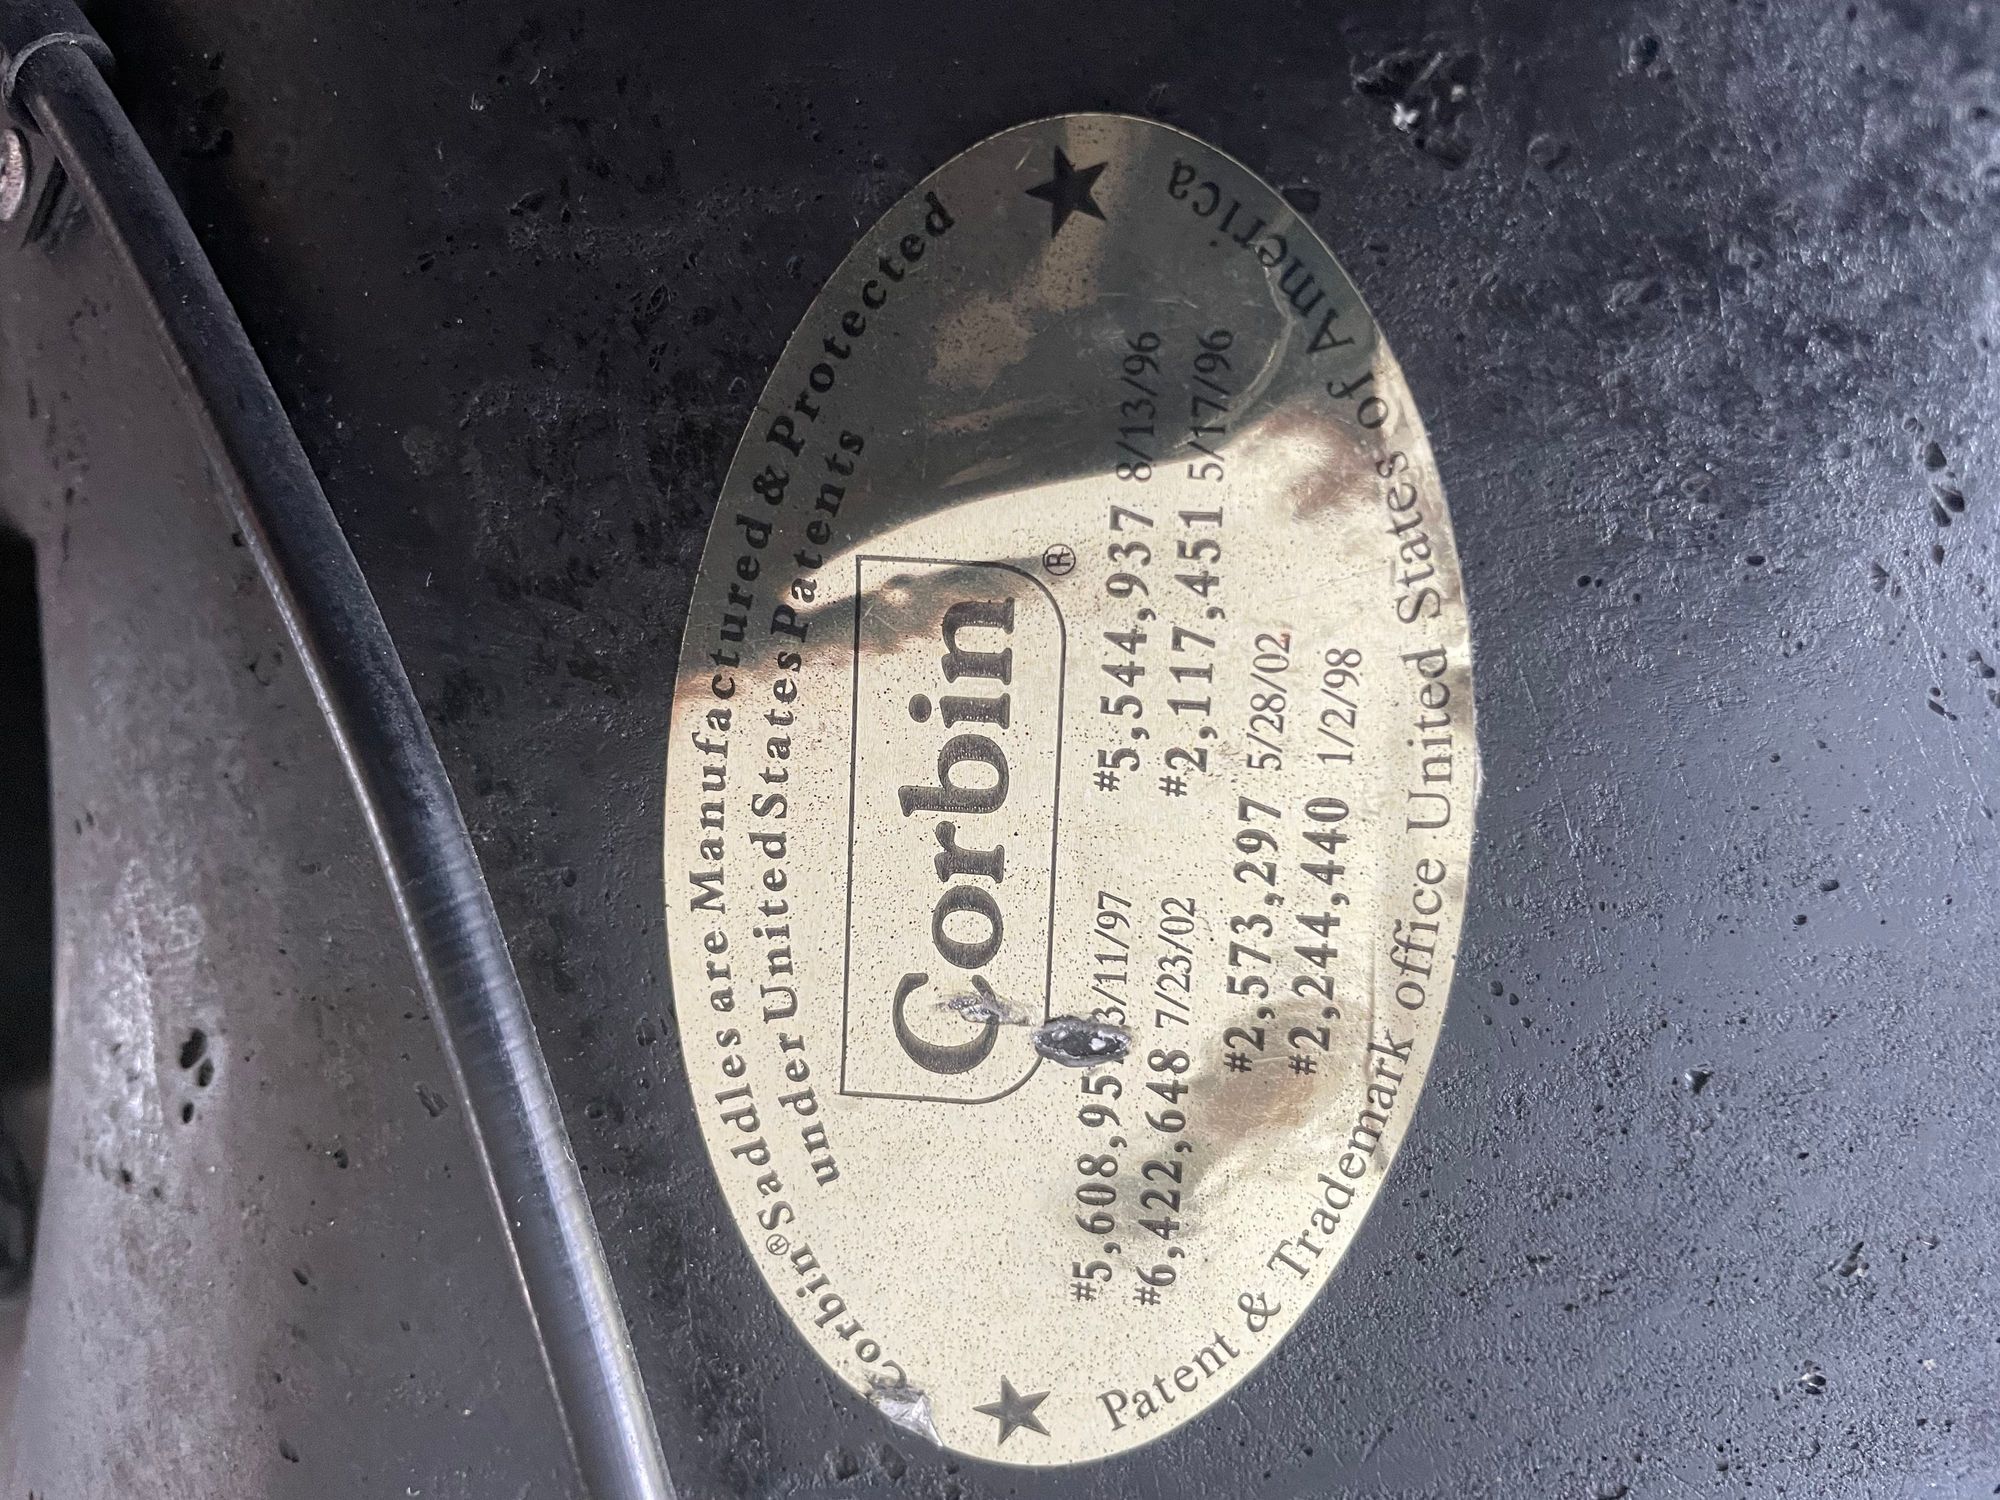 Corbin® Saddles are Manufactured & Protected
under United States Patents
Corbin®
#5,608,95 3/11/97 #5,544,937 8/13/96
#6,422,648 7/23/02 #2,117,451 5/17/96
#2,573,297 5/28/02
#2,244,440 1/2/98
Patent & Trademark office United States of America